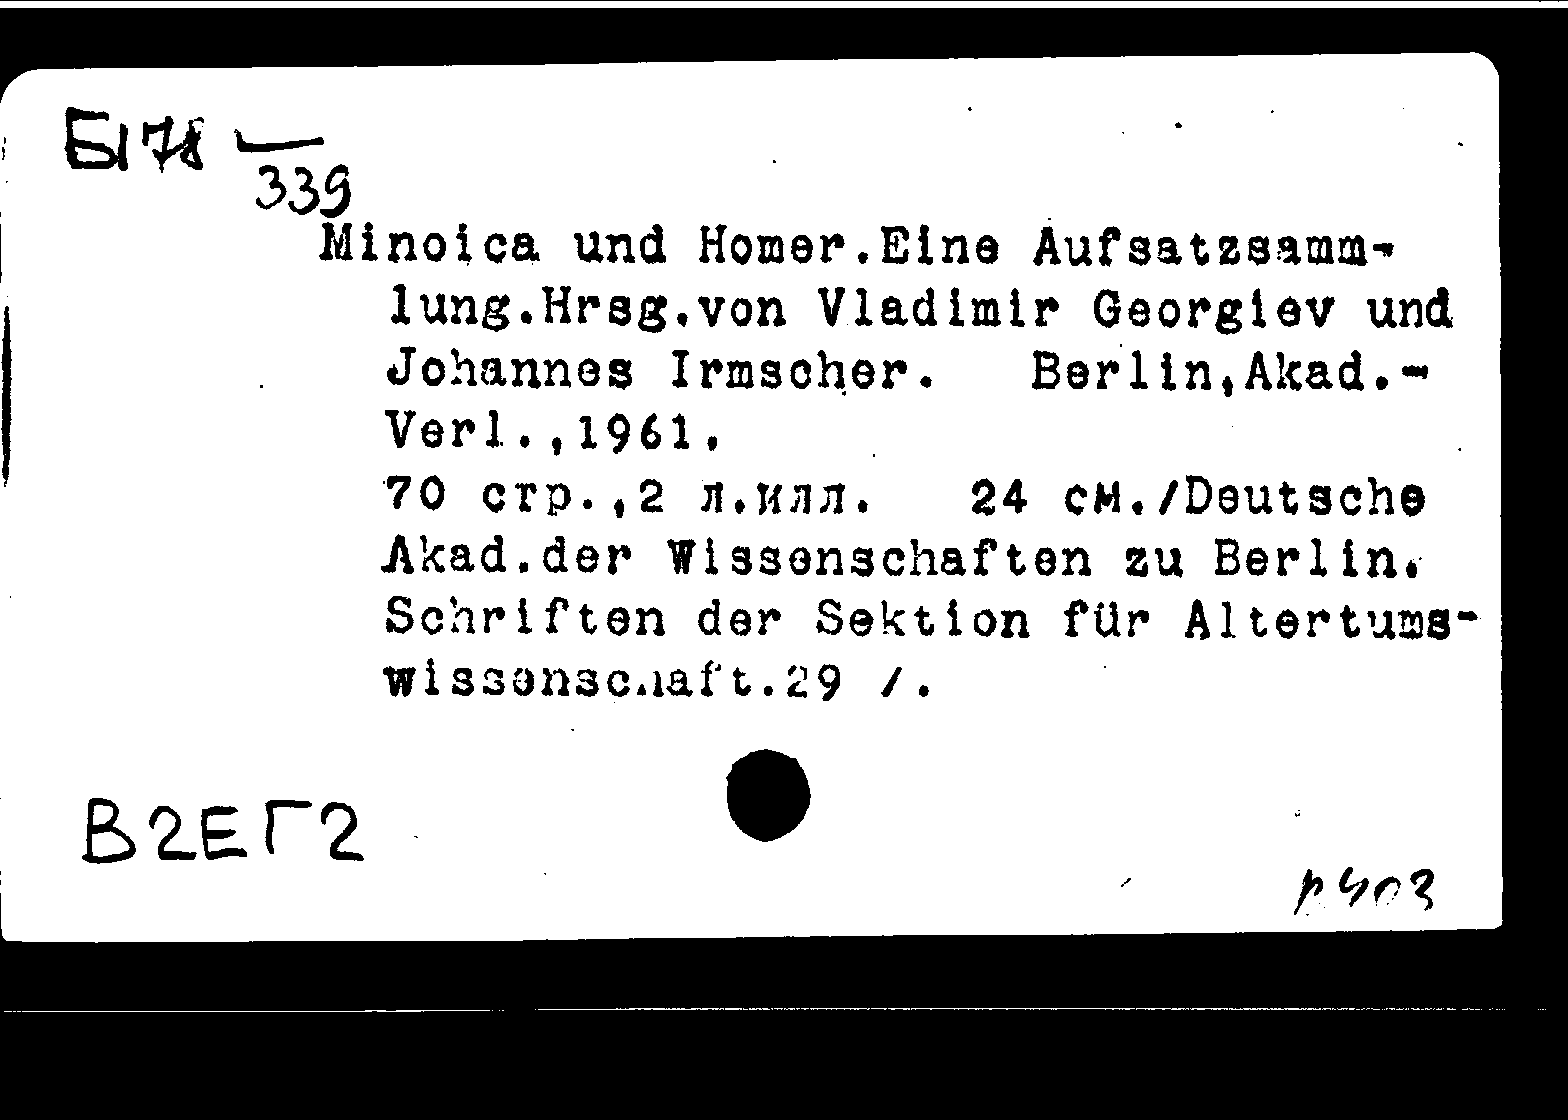 Б178 —
339
Minoica und Homer.Eine Aufsatzsamm-
lung.Hrsg.von Vladimir Georgiev und
Johannes Irmscher. Berlin,Akad.-
Verl.,1961.
70 стр.,2 л.илл. 24 см./Deutsche
Akad.der Wissenschaften zu Berlin.
Schriften der Sektion für Altertums-
wissenschaft.29 /.
В2ЕГ2
р403